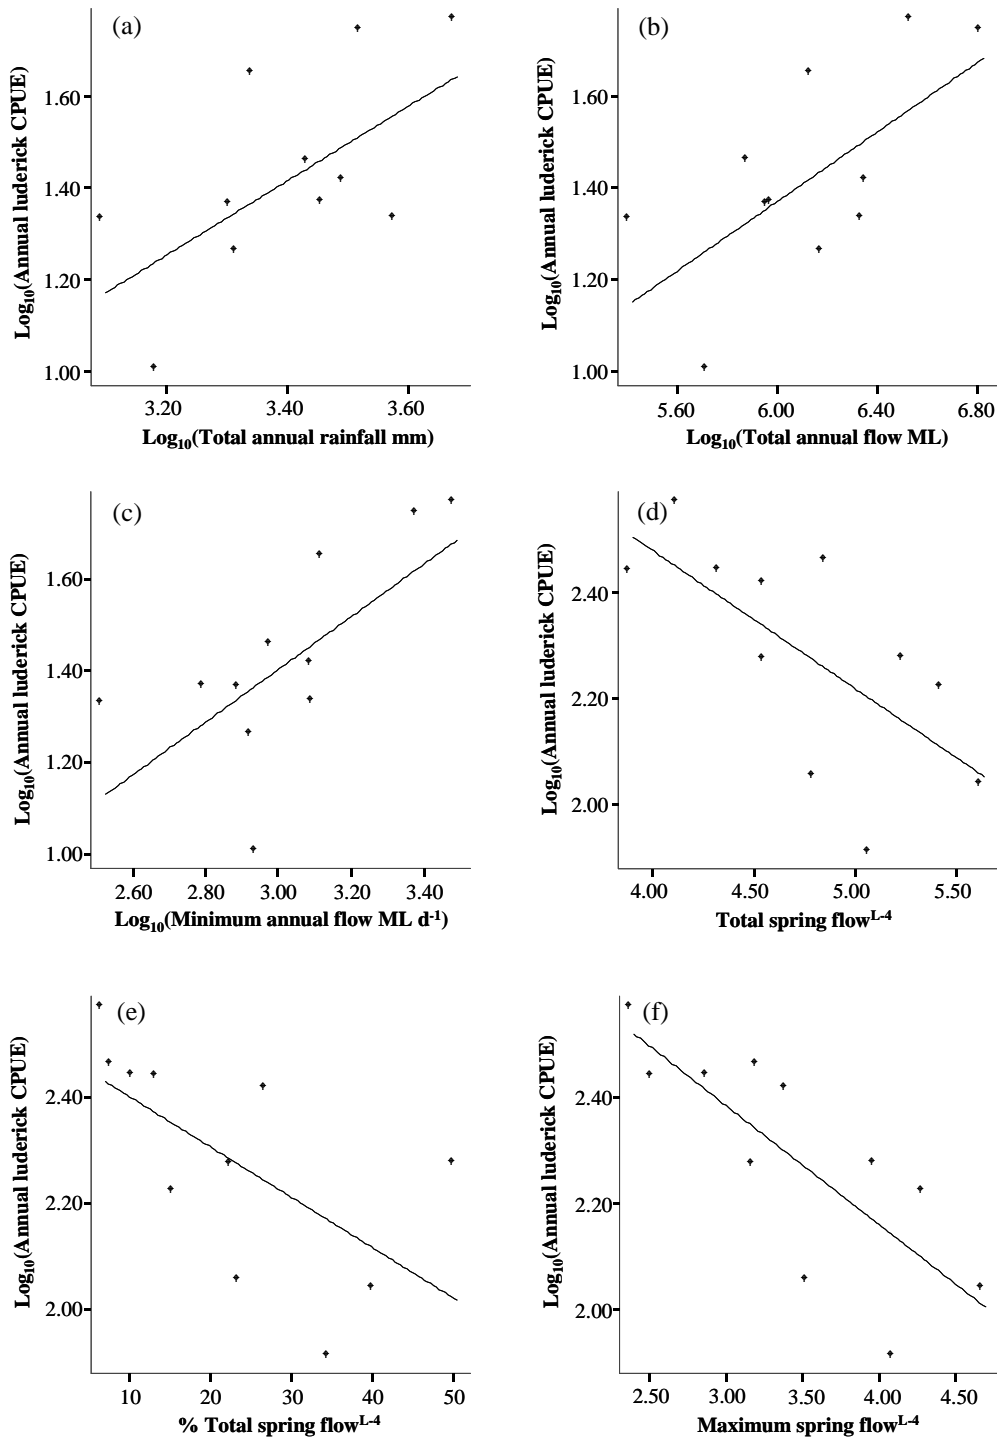 (a)
Log10(Annual luderick CPUE)
1.60
1.40
1.20
1.00
3.20 3.40 3.60
Log10(Total annual rainfall mm)
(b)
Log10(Annual luderick CPUE)
1.60
1.40
1.20
1.00
5.60 6.00 6.40 6.80
Log10(Total annual flow ML)
(c)
Log10(Annual luderick CPUE)
1.60
1.40
1.20
1.00
2.60 2.80 3.00 3.20 3.40
Log10(Minimum annual flow ML d-1)
(d)
Log10(Annual luderick CPUE)
2.40
2.20
2.00
4.00 4.50 5.00 5.50
Total spring flowL-4
(e)
Log10(Annual luderick CPUE)
2.40
2.20
2.00
10 20 30 40 50
% Total spring flowL-4
(f)
Log10(Annual luderick CPUE)
2.40
2.20
2.00
2.50 3.00 3.50 4.00 4.50
Maximum spring flowL-4